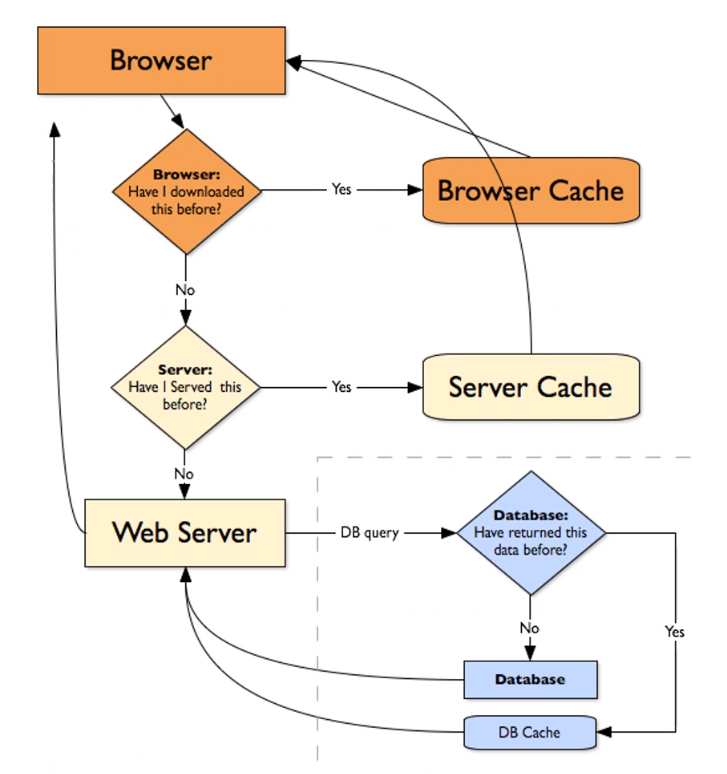 Browser
Browser:
Have I downloaded
this before?
Yes
Browser Cache
No
Server:
Have I Served this
before?
Yes
Server Cache
No
Web Server
DB query
Database:
Have returned this
data before?
No
Yes
Database
DB Cache